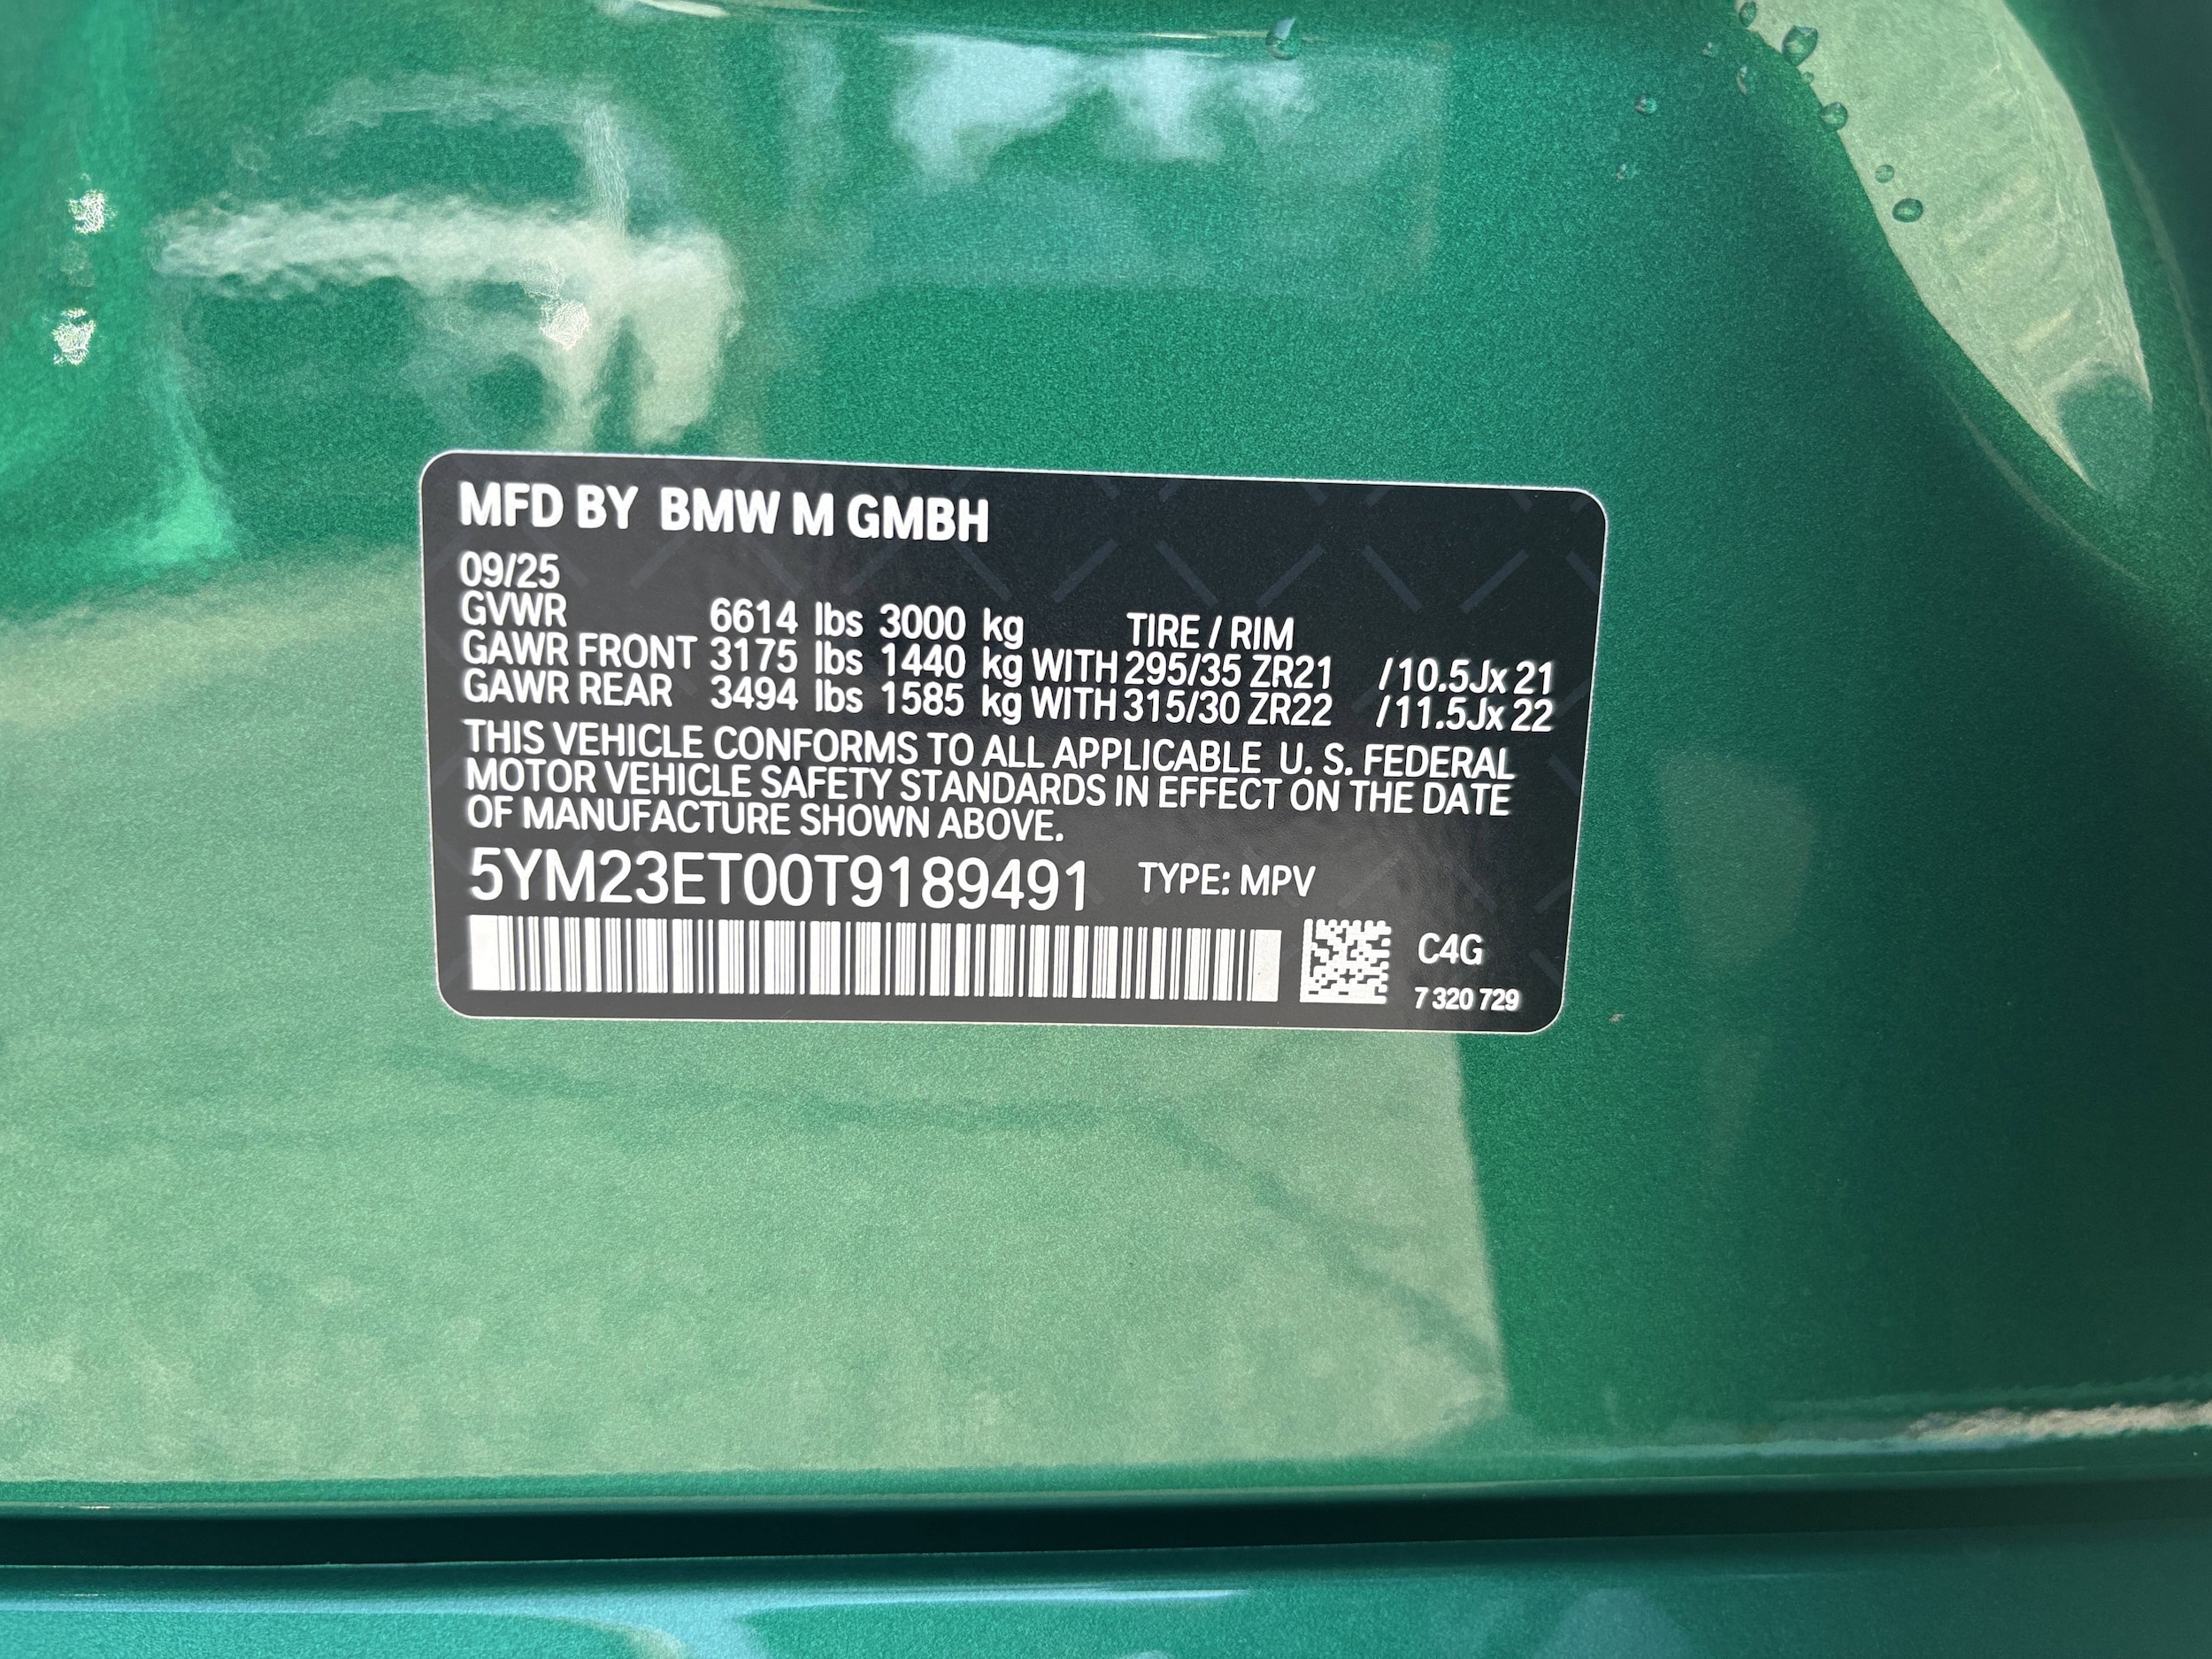 MFD BY BMW M GMBH
09/25
GVWR 6614 lbs 3000 kg TIRE / RIM
GAWR FRONT 3175 lbs 1440 kg WITH 295/35 ZR21 /10.5Jx 21
GAWR REAR 3494 lbs 1585 kg WITH 315/30 ZR22 /11.5Jx 22
THIS VEHICLE CONFORMS TO ALL APPLICABLE U. S. FEDERAL
MOTOR VEHICLE SAFETY STANDARDS IN EFFECT ON THE DATE
OF MANUFACTURE SHOWN ABOVE.
5YM23ET00T9189491 TYPE: MPV
C4G
7 320 729